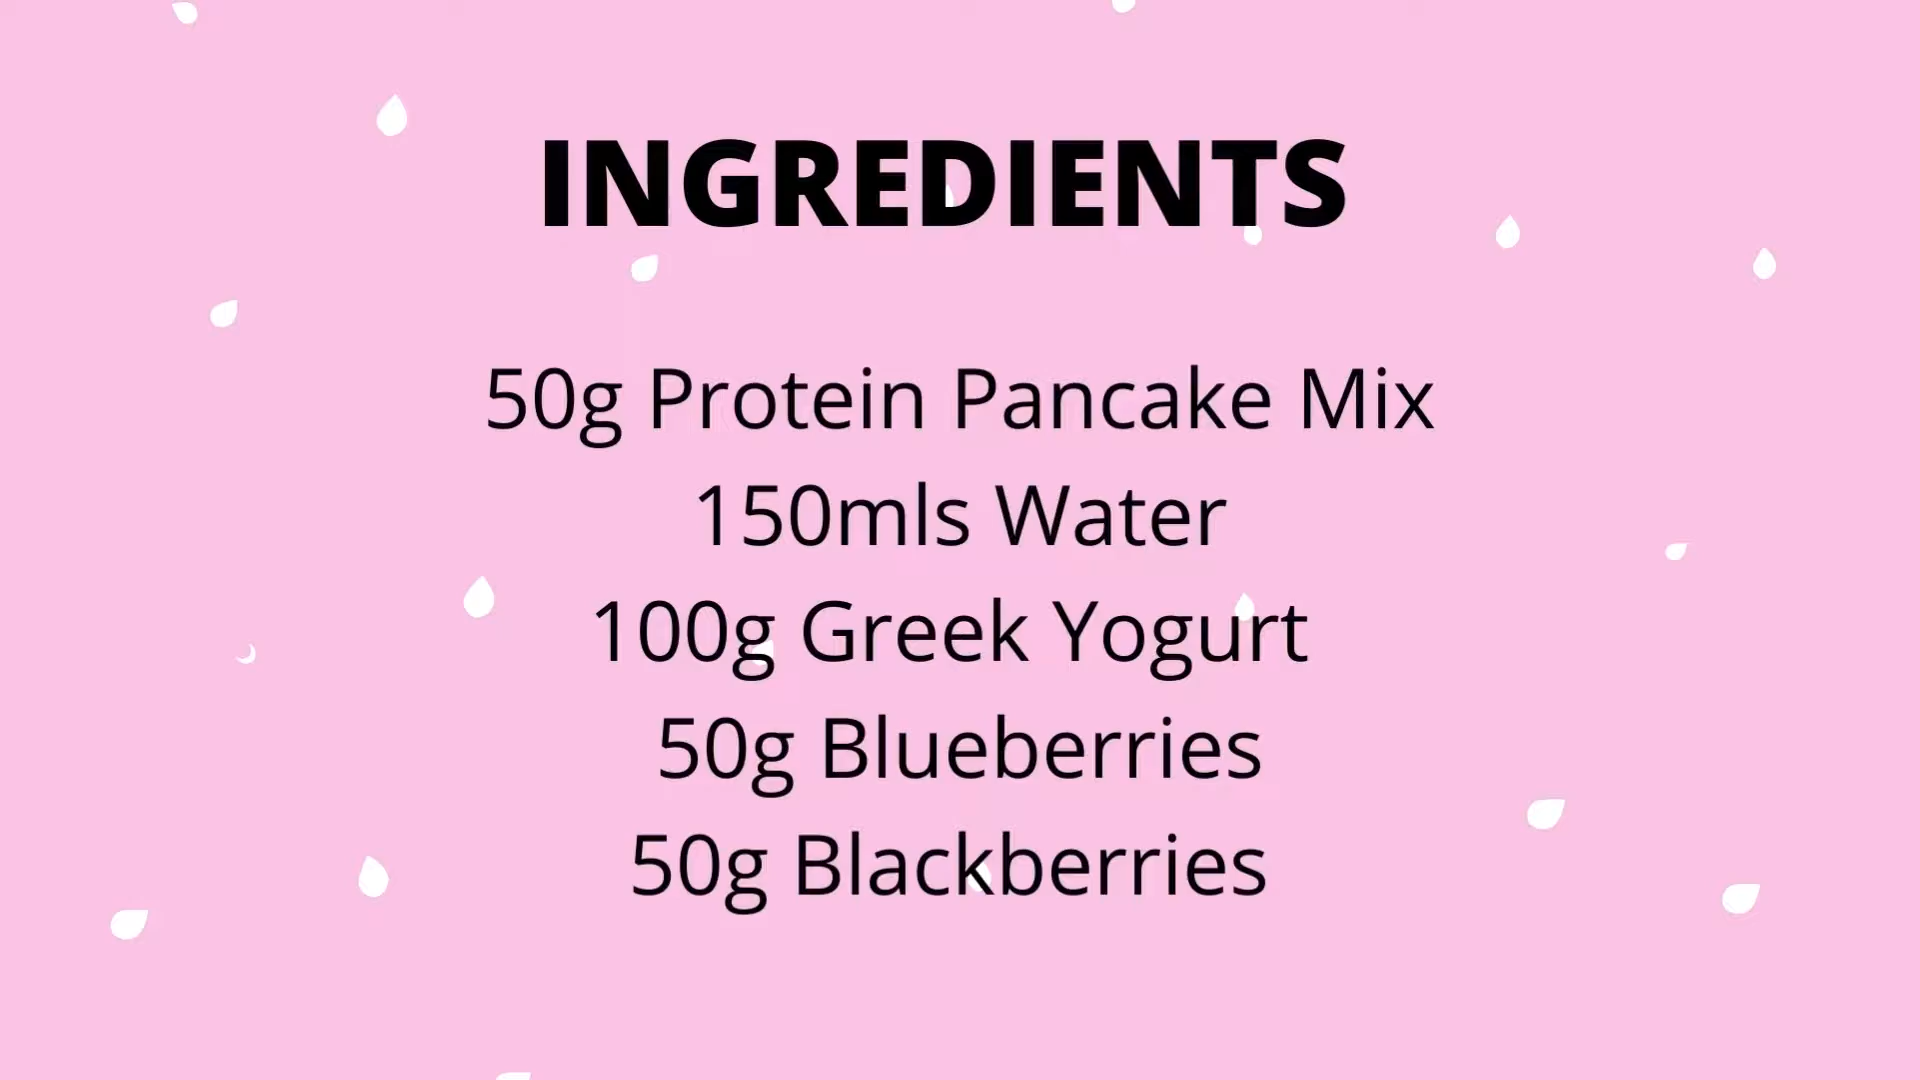 INGREDIENTS
50g Protein Pancake Mix
150mls Water
100g Greek Yogurt
50g Blueberries
50g Blackberries